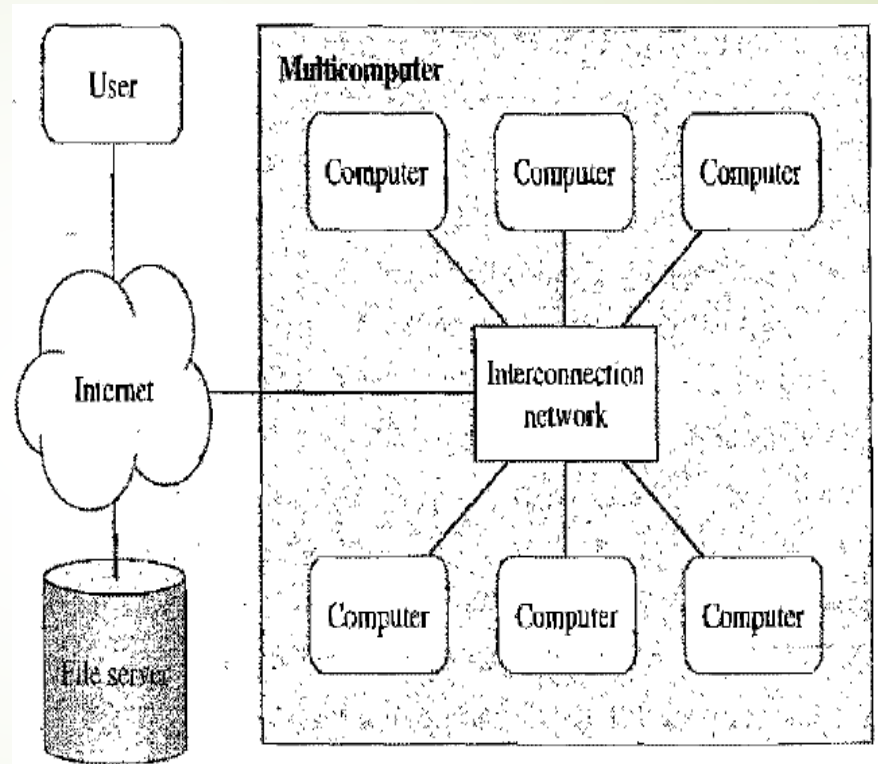 User
Multicomputer
Computer
Computer
Computer
Internet
Interconnection
network
File server
Computer
Computer
Computer